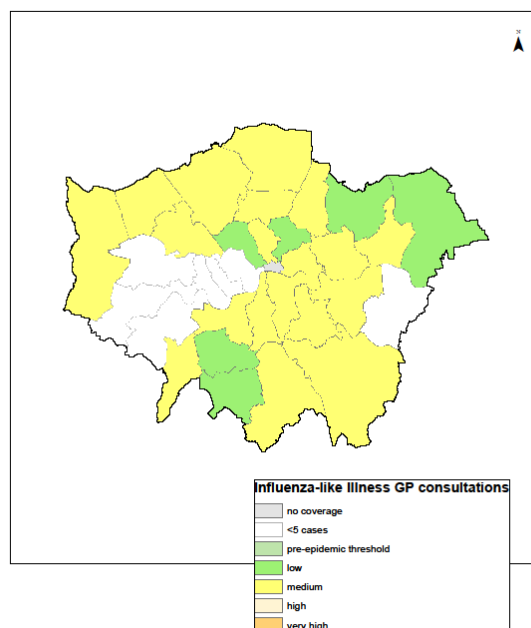 N
Influenza-like Illness GP consultations
no coverage
<5 cases
pre-epidemic threshold
low
medium
high
very high